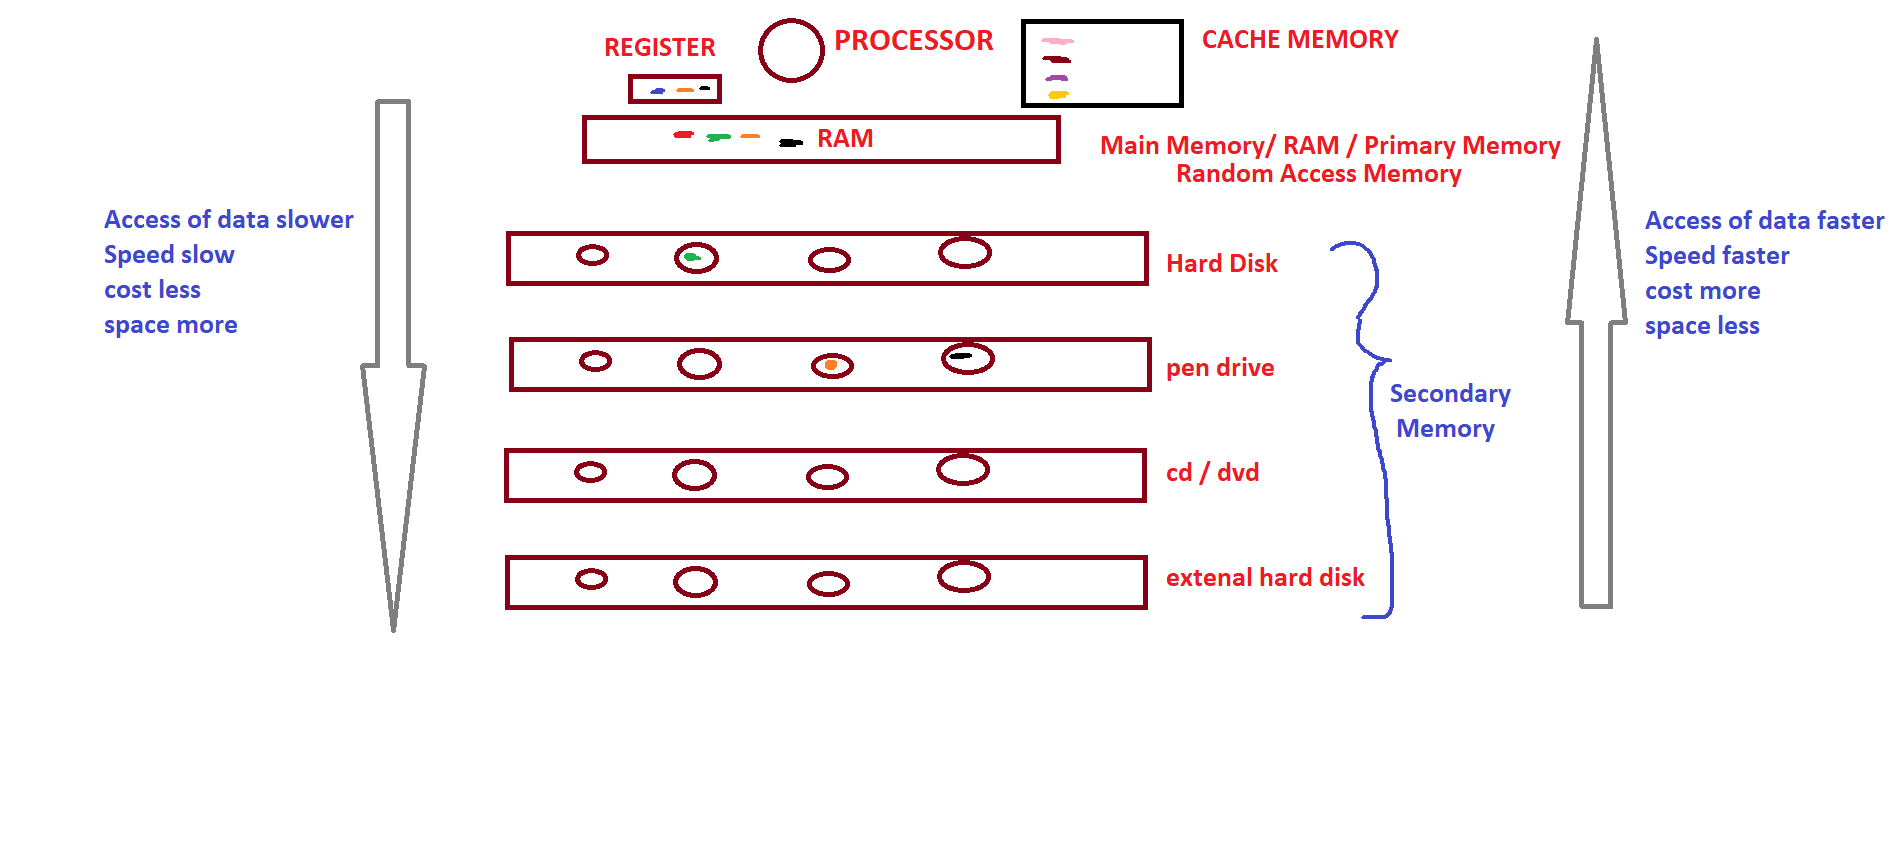 REGISTER
PROCESSOR
CACHE MEMORY
RAM
Main Memory/ RAM / Primary Memory
Random Access Memory
Access of data slower
Speed slow
cost less
space more
Access of data faster
Speed faster
cost more
space less
Hard Disk
pen drive
Secondary
Memory
cd / dvd
extenal hard disk